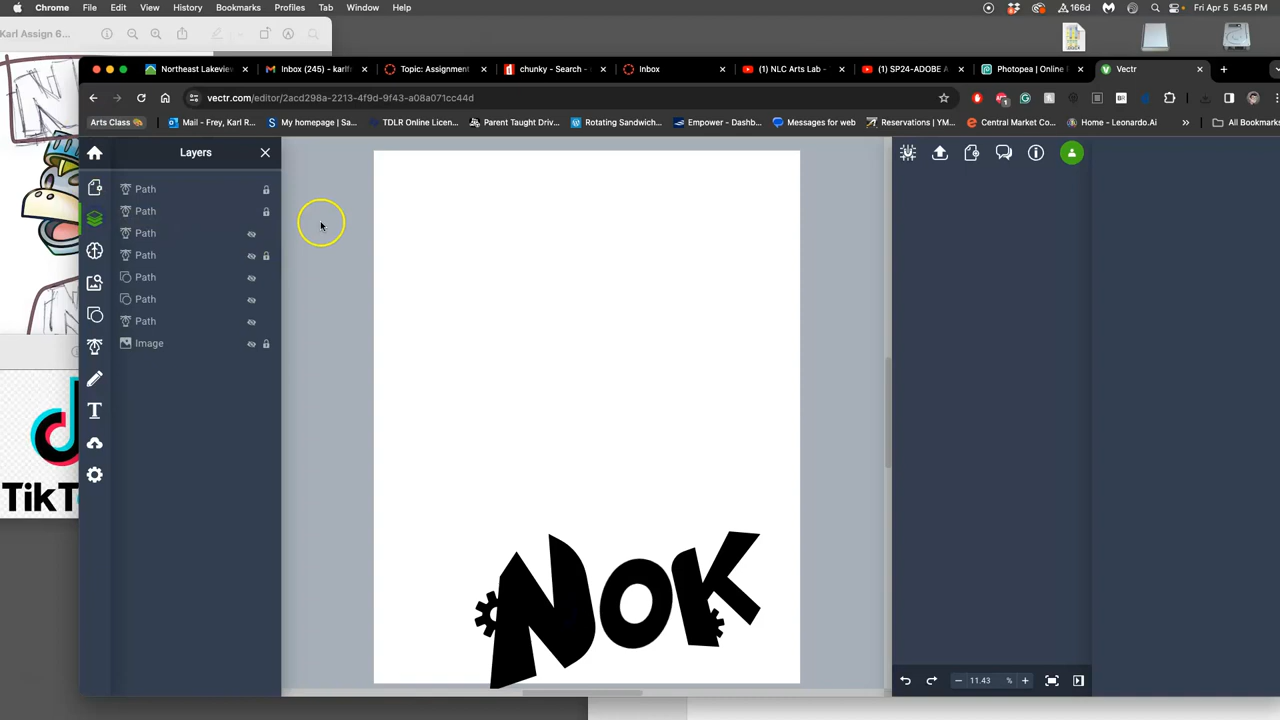 Chrome File Edit View History Bookmarks Profiles Tab Window Help 166d Fri Apr 5 5:45 PM
Karl Assign 6...
Northeast Lakeview Inbox (245) - karlf Topic: Assignment chunky - Search - Inbox (1) NLC Arts Lab - (1) SP24-ADOBE A Photopea | Online Vectr
vectr.com/editor/2acd298a-2213-4f9d-9f43-a08a071cc44d
Arts Class Mail - Frey, Karl R... My homepage | Sa... TDLR Online Licen... Parent Taught Driv... Rotating Sandwich... Empower - Dashb... Messages for web Reservations | YM... Central Market Co... Home - Leonardo.Ai All Bookmarks
Layers
Path
Path
Path
Path
Path
Path
Path
Image
TikT
NOK
11.43 %